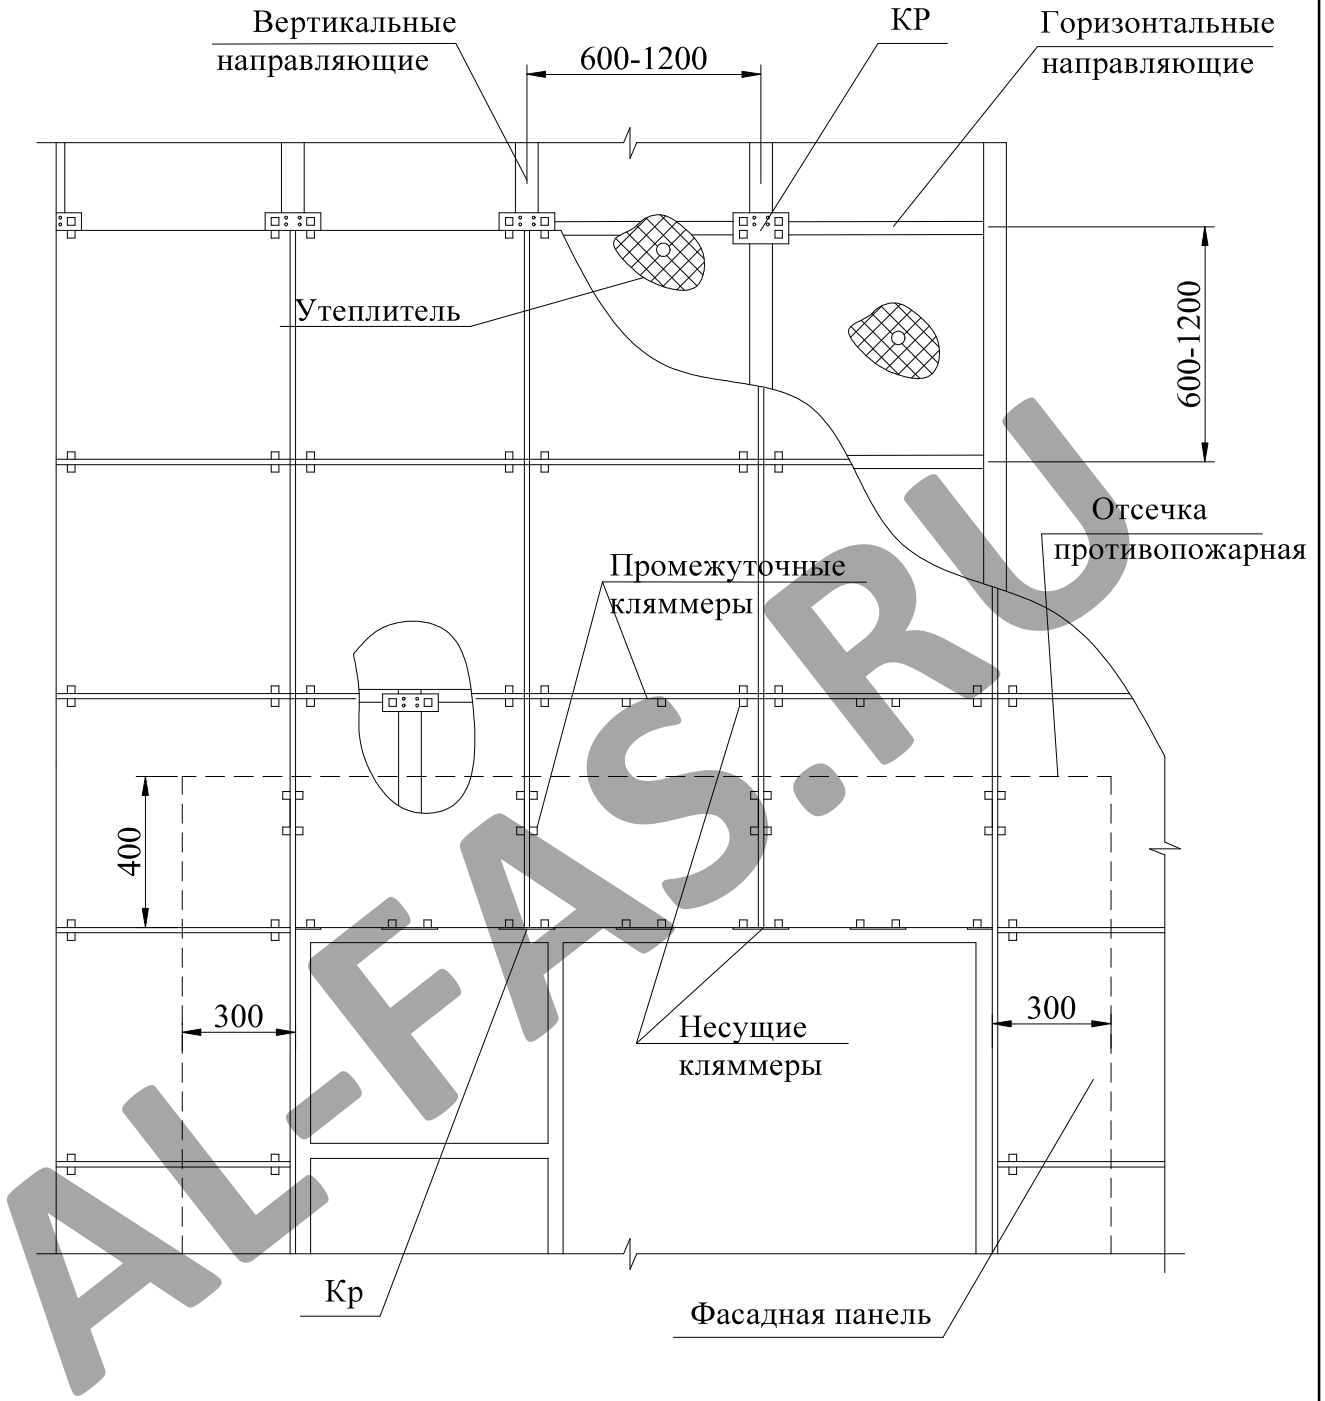 Вертикальные
направляющие
600-1200
КР
Горизонтальные
направляющие
Утеплитель
600-1200
Отсечка
противопожарная
Промежуточные
кляммеры
400
300
300
Несущие
кляммеры
Кр
Фасадная панель
AL-FAS.RU